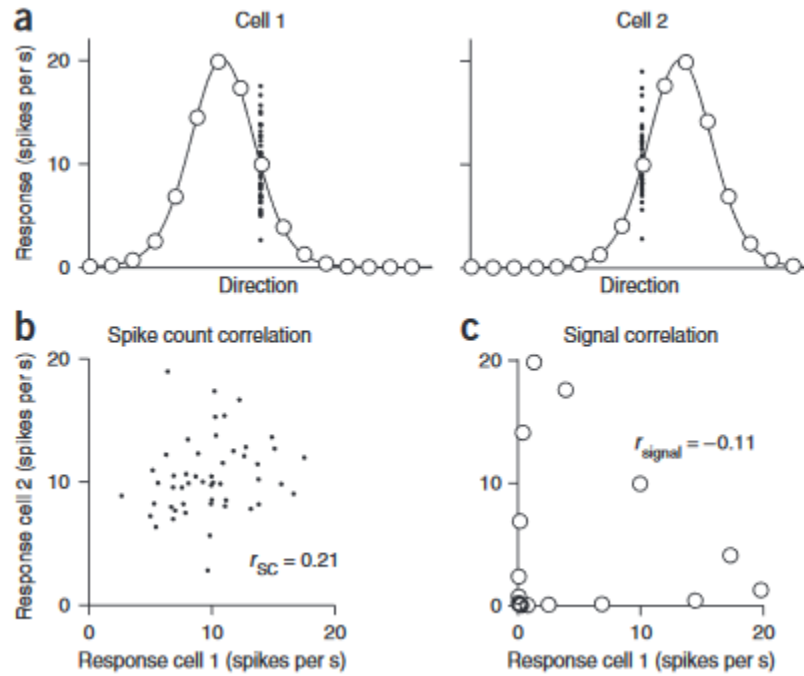 a
Cell 1
Cell 2
Response (spikes per s)
20
10
0
Direction
Direction
b
Spike count correlation
Response cell 2 (spikes per s)
20
10
0
0
10
20
r_SC = 0.21
Response cell 1 (spikes per s)
c
Signal correlation
20
10
0
0
10
20
r_signal = −0.11
Response cell 1 (spikes per s)